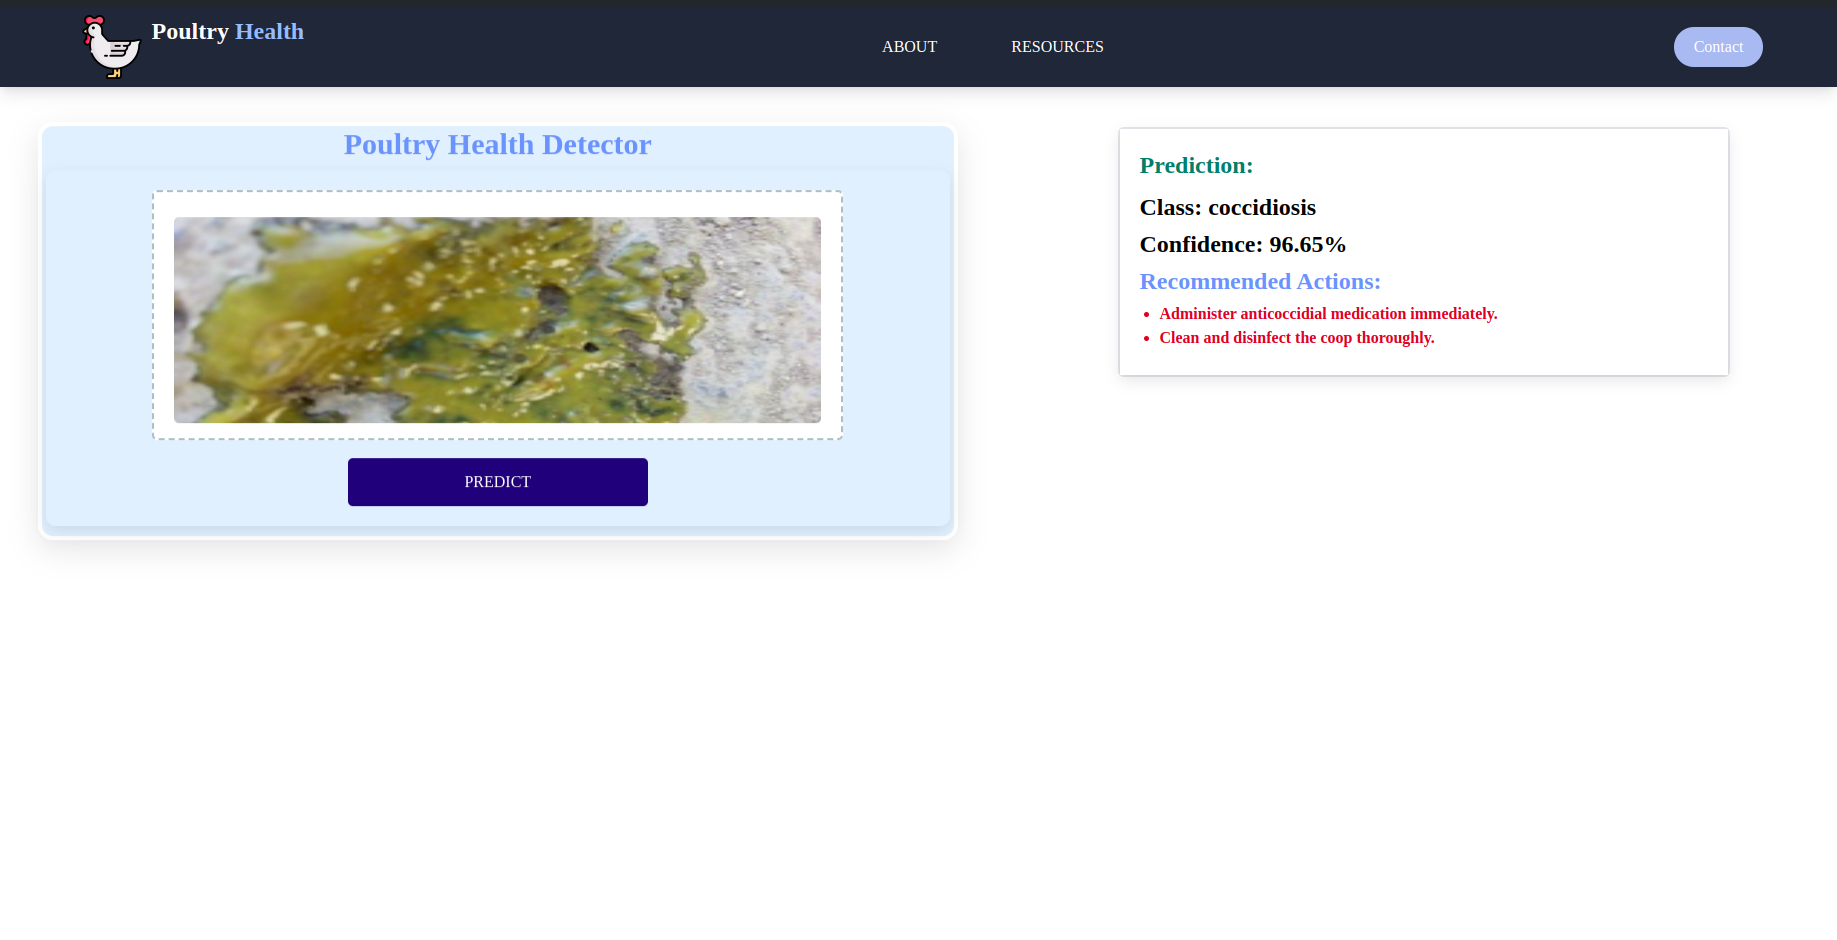 Poultry Health
ABOUT
RESOURCES
Contact
Poultry Health Detector
PREDICT
Prediction:
Class: coccidiosis
Confidence: 96.65%
Recommended Actions:
• Administer anticoccidial medication immediately.
• Clean and disinfect the coop thoroughly.